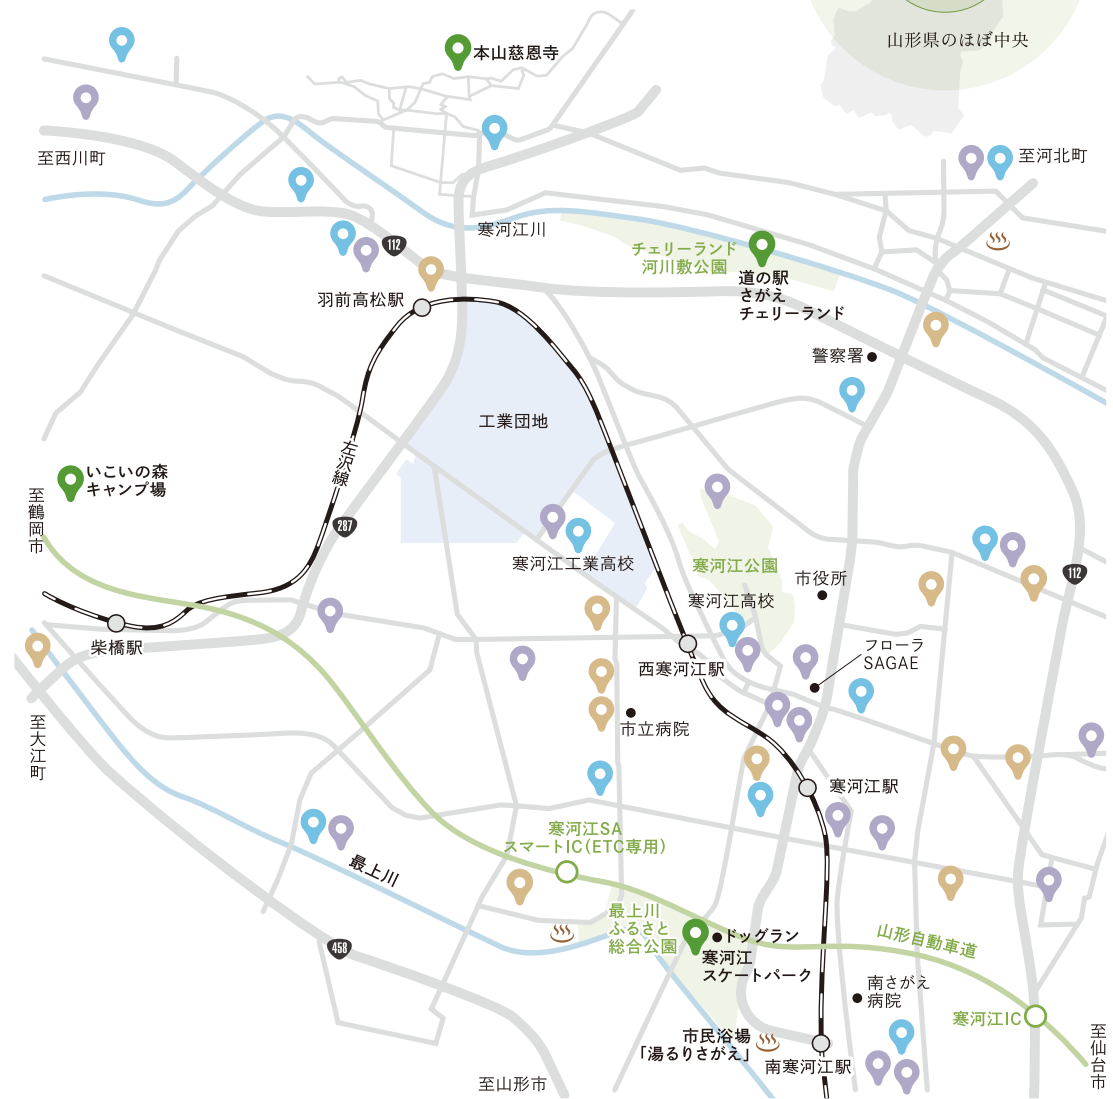 山形県のほぼ中央
本山慈恩寺
至西川町
至河北町
寒河江川
112
チェリーランド
河川敷公園
道の駅
さがえ
チェリーランド
羽前高松駅
警察署
工業団地
左沢線
いこいの森
キャンプ場
至鶴岡市
287
寒河江工業高校
寒河江公園
市役所
112
寒河江高校
柴橋駅
西寒河江駅
フローラ
SAGAE
至大江町
市立病院
寒河江駅
寒河江SA
スマートIC(ETC専用)
最上川
最上川
ふるさと
総合公園
ドッグラン
寒河江
スケートパーク
山形自動車道
458
南さがえ
病院
寒河江IC
市民浴場
「湯るりさがえ」
南寒河江駅
至仙台市
至山形市